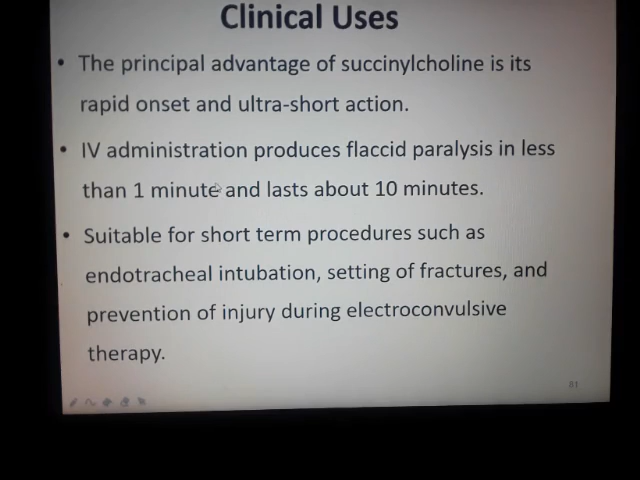 Clinical Uses
• The principal advantage of succinylcholine is its
rapid onset and ultra-short action.
• IV administration produces flaccid paralysis in less
than 1 minute and lasts about 10 minutes.
• Suitable for short term procedures such as
endotracheal intubation, setting of fractures, and
prevention of injury during electroconvulsive
therapy.
81